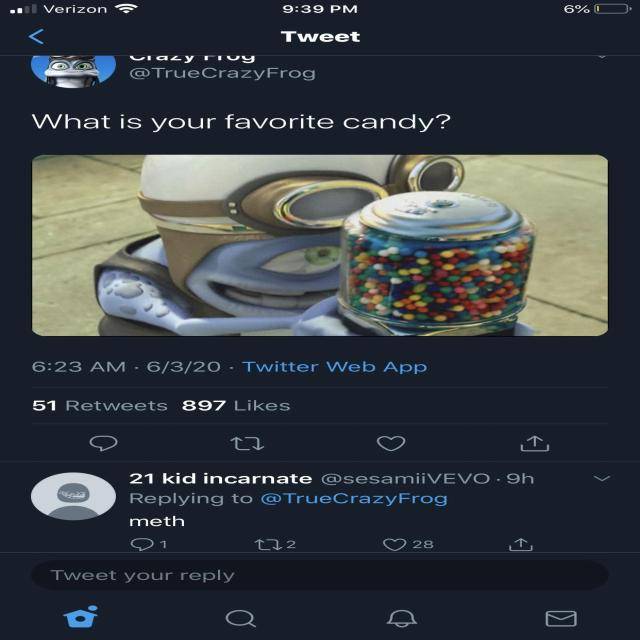 Verizon 9:39 PM 6%
Tweet
Crazy Frog
@TrueCrazyFrog
What is your favorite candy?
6:23 AM · 6/3/20 · Twitter Web App
51 Retweets 897 Likes
21 kid incarnate @sesamiiVEVO · 9h
Replying to @TrueCrazyFrog
meth
1 2 28
Tweet your reply